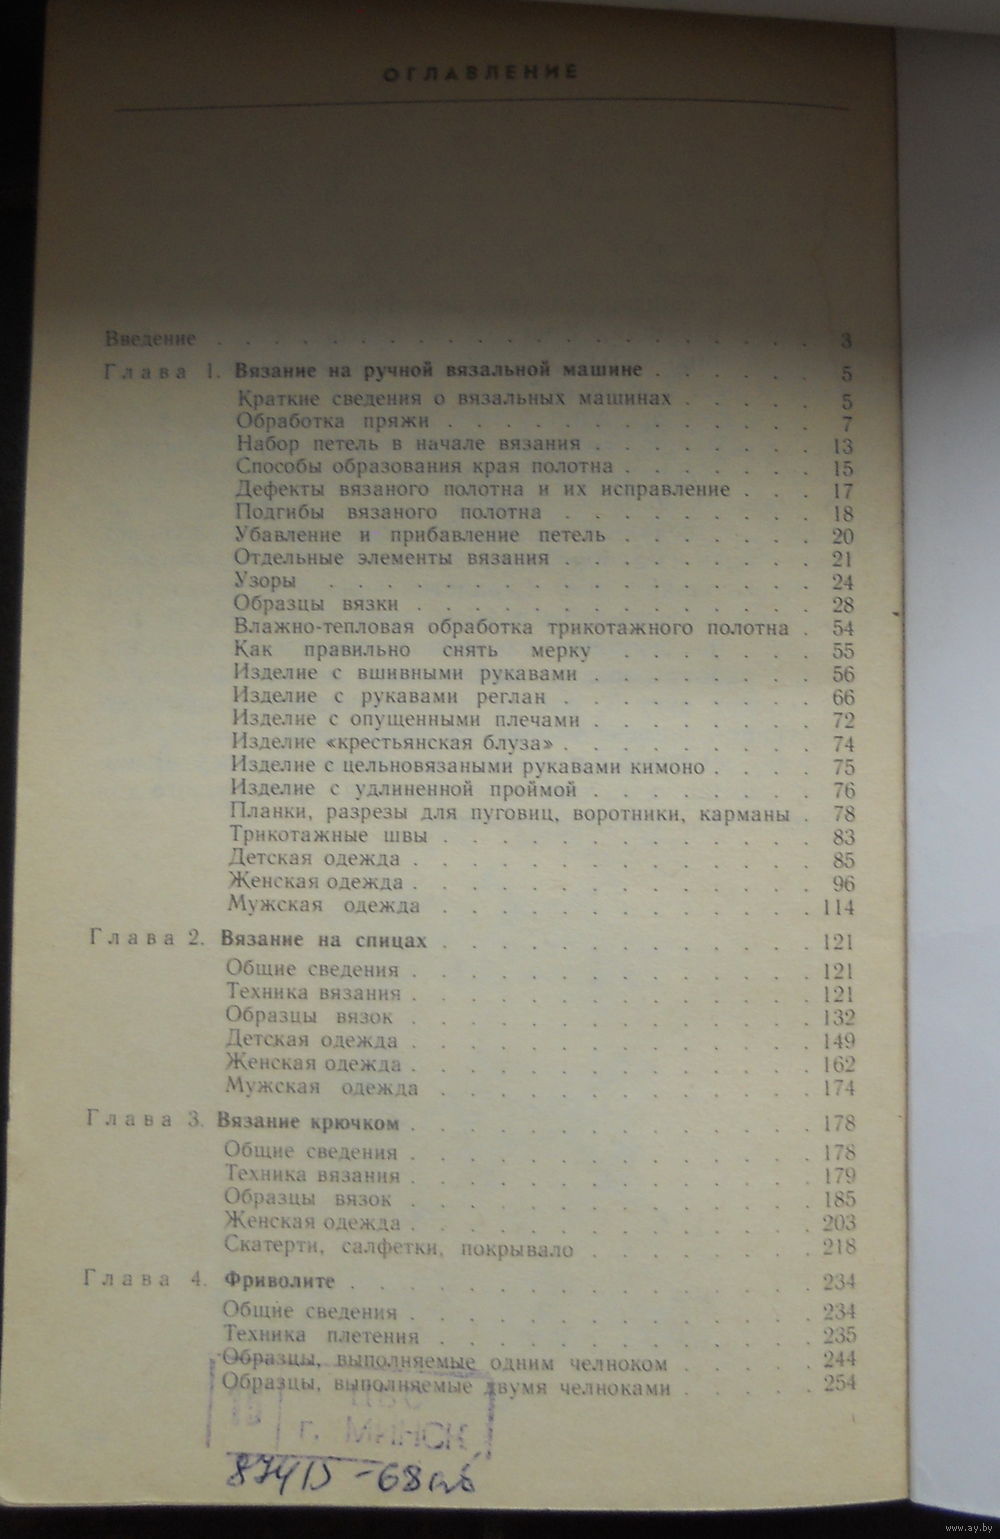 ОГЛАВЛЕНИЕ
Введение . . . . . . . . . . . . . . . . . . . . 3
Глава 1. Вязание на ручной вязальной машине . . . . . . 5
Краткие сведения о вязальных машинах . . . . . 5
Обработка пряжи . . . . . . . . . . . . . 7
Набор петель в начале вязания . . . . . . . . 13
Способы образования края полотна . . . . . . . 15
Дефекты вязаного полотна и их исправление . . . 17
Подгибы вязаного полотна . . . . . . . . . 18
Убавление и прибавление петель . . . . . . . 20
Отдельные элементы вязания . . . . . . . . . 21
Узоры . . . . . . . . . . . . . . . . . 24
Образцы вязки . . . . . . . . . . . . . . 28
Влажно-тепловая обработка трикотажного полотна . 54
Как правильно снять мерку . . . . . . . 55
Изделие с вшивными рукавами . . . . . . . . 56
Изделие с рукавами реглан . . . . . . . . . 66
Изделие с опущенными плечами . . . . . . . . 72
Изделие «крестьянская блуза» . . . . . . . . . 74
Изделие с цельновязаными рукавами кимоно . . . . 75
Изделие с удлиненной проймой . . . . . . . . 76
Планки, разрезы для пуговиц, воротники, карманы . 78
Трикотажные швы . . . . . . . . . . . . . 83
Детская одежда . . . . . . . . . . . . . . 85
Женская одежда . . . . . . . . . . . . . . 96
Мужская одежда . . . . . . . . . . . . . 114
Глава 2. Вязание на спицах . . . . . . . . . . . . . 121
Общие сведения . . . . . . . . . . . . . . 121
Техника вязания . . . . . . . . . . . . . . 121
Образцы вязок . . . . . . . . . . . . . . 132
Детская одежда . . . . . . . . . . . . . . 149
Женская одежда . . . . . . . . . . . . . . 162
Мужская одежда . . . . . . . . . . . . . 174
Глава 3. Вязание крючком . . . . . . . . . . . . . . 178
Общие сведения . . . . . . . . . . . . . . 178
Техника вязания . . . . . . . . . . . . . . 179
Образцы вязок . . . . . . . . . . . . . . 185
Женская одежда . . . . . . . . . . . . . . 203
Скатерти, салфетки, покрывало . . . . . . . . 218
Глава 4. Фриволите . . . . . . . . . . . . . . . . 234
Общие сведения . . . . . . . . . . . . . . 234
Техника плетения . . . . . . . . . . . . . 235
Образцы, выполняемые одним челноком . . . . . 244
Образцы, выполняемые двумя челноками . . . . . 254
г. МИНСК
www.ay.by